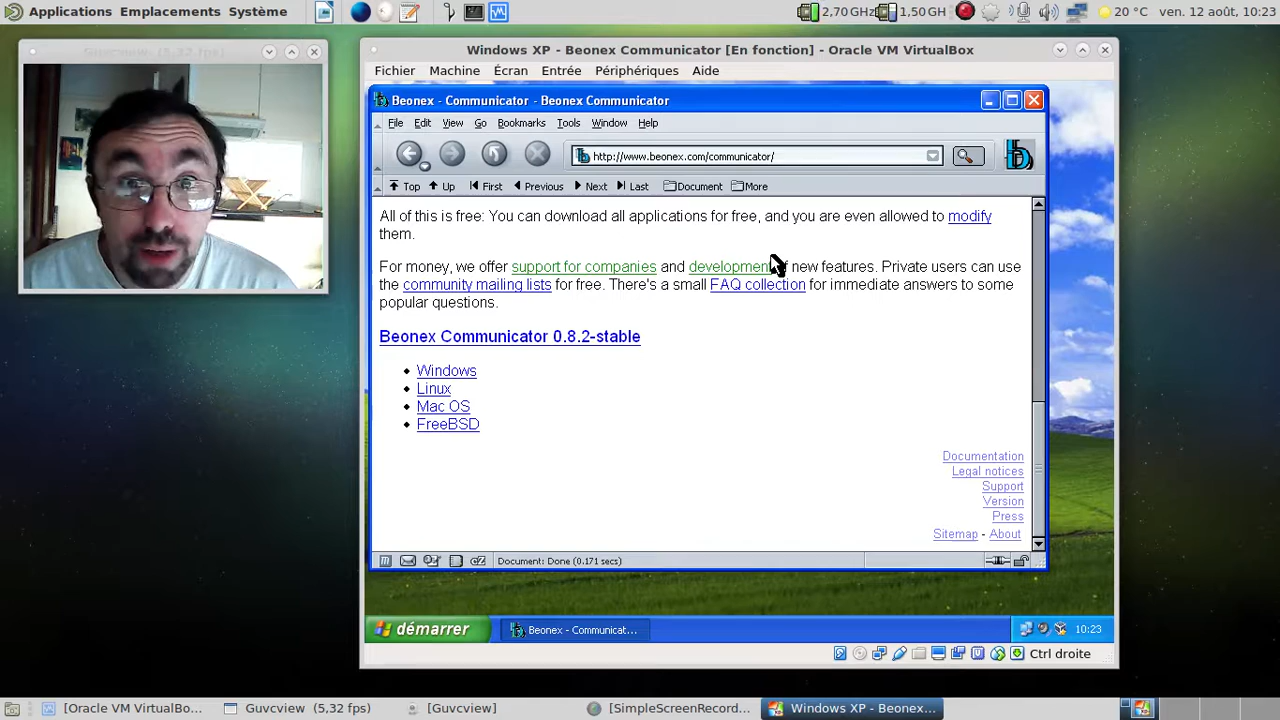 Applications Emplacements Système
2,70 GHz 1,50 GH 20 °C ven. 12 août, 10:23
Guvcview (5,32 fps)
Windows XP - Beonex Communicator [En fonction] - Oracle VM VirtualBox
Fichier Machine Écran Entrée Périphériques Aide
Beonex - Communicator - Beonex Communicator
File Edit View Go Bookmarks Tools Window Help
http://www.beonex.com/communicator/
Top Up First Previous Next Last Document More
All of this is free: You can download all applications for free, and you are even allowed to modify
them.
For money, we offer support for companies and development of new features. Private users can use
the community mailing lists for free. There's a small FAQ collection for immediate answers to some
popular questions.
Beonex Communicator 0.8.2-stable
Windows
Linux
Mac OS
FreeBSD
Documentation
Legal notices
Support
Version
Press
Sitemap - About
Document: Done (0.171 secs)
démarrer Beonex - Communicat... 10:23
Ctrl droite
[Oracle VM VirtualBo... Guvcview (5,32 fps) [Guvcview] [SimpleScreenRecord... Windows XP - Beonex...